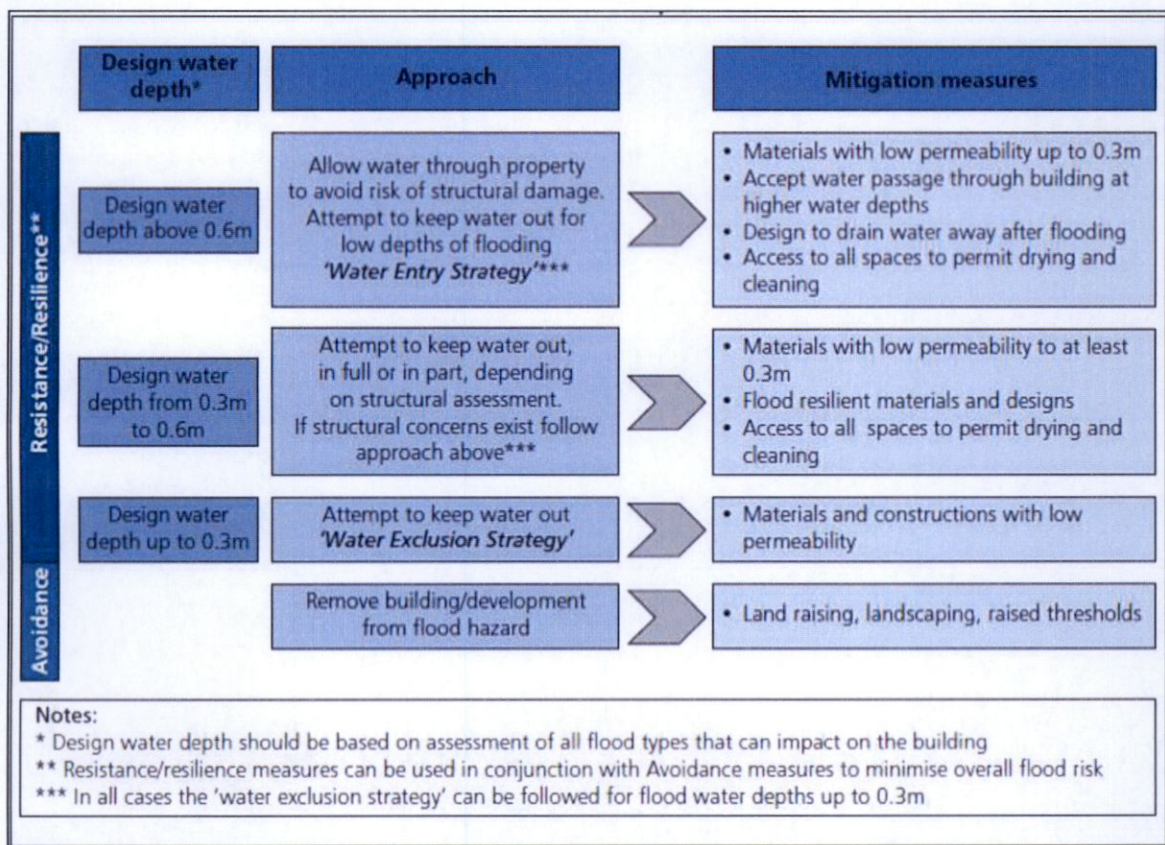 Design water
depth*
Approach
Mitigation measures
Resistance/Resilience**
Design water
depth above 0.6m
Allow water through property
to avoid risk of structural damage.
Attempt to keep water out for
low depths of flooding
'Water Entry Strategy'***
• Materials with low permeability up to 0.3m
• Accept water passage through building at
higher water depths
• Design to drain water away after flooding
• Access to all spaces to permit drying and
cleaning
Design water
depth from 0.3m
to 0.6m
Attempt to keep water out,
in full or in part, depending
on structural assessment.
If structural concerns exist follow
approach above***
• Materials with low permeability to at least
0.3m
• Flood resilient materials and designs
• Access to all spaces to permit drying and
cleaning
Design water
depth up to 0.3m
Attempt to keep water out
'Water Exclusion Strategy'
• Materials and constructions with low
permeability
Avoidance
Remove building/development
from flood hazard
• Land raising, landscaping, raised thresholds
Notes:
* Design water depth should be based on assessment of all flood types that can impact on the building
** Resistance/resilience measures can be used in conjunction with Avoidance measures to minimise overall flood risk
*** In all cases the 'water exclusion strategy' can be followed for flood water depths up to 0.3m